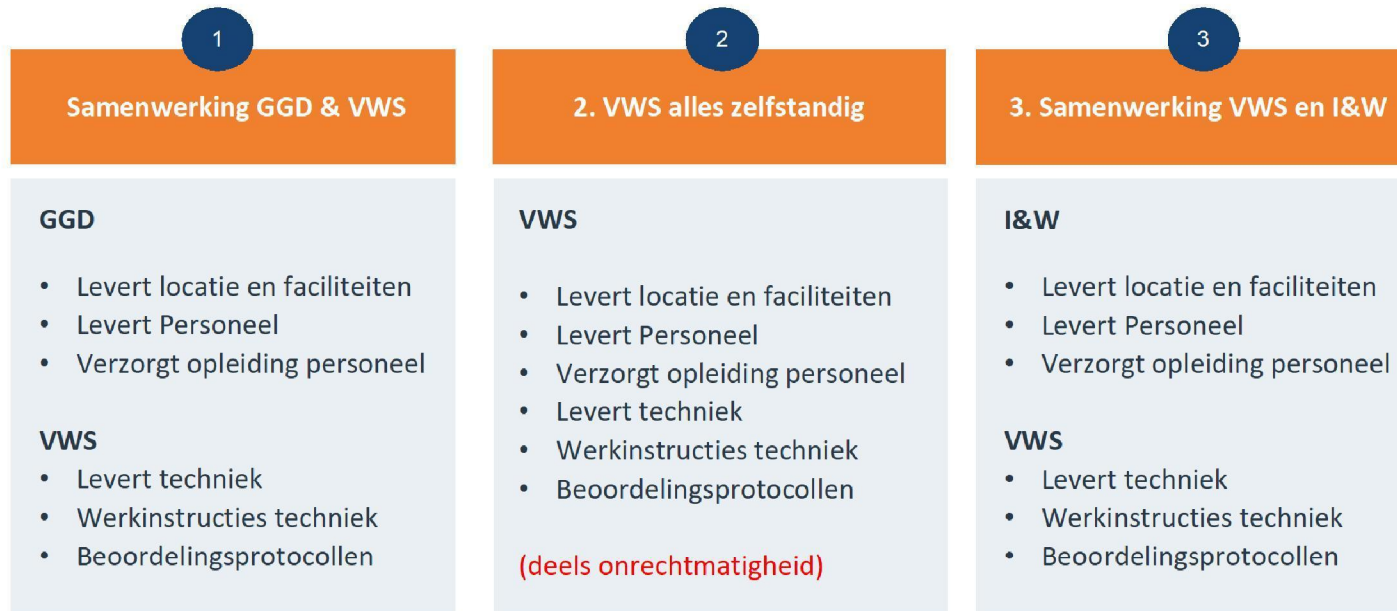 1
Samenwerking GGD & VWS
GGD
• Levert locatie en faciliteiten
• Levert Personeel
• Verzorgt opleiding personeel
VWS
• Levert techniek
• Werkinstructies techniek
• Beoordelingsprotocollen
2
2. VWS alles zelfstandig
VWS
• Levert locatie en faciliteiten
• Levert Personeel
• Verzorgt opleiding personeel
• Levert techniek
• Werkinstructies techniek
• Beoordelingsprotocollen
(deels onrechtmatigheid)
3
3. Samenwerking VWS en I&W
I&W
• Levert locatie en faciliteiten
• Levert Personeel
• Verzorgt opleiding personeel
VWS
• Levert techniek
• Werkinstructies techniek
• Beoordelingsprotocollen